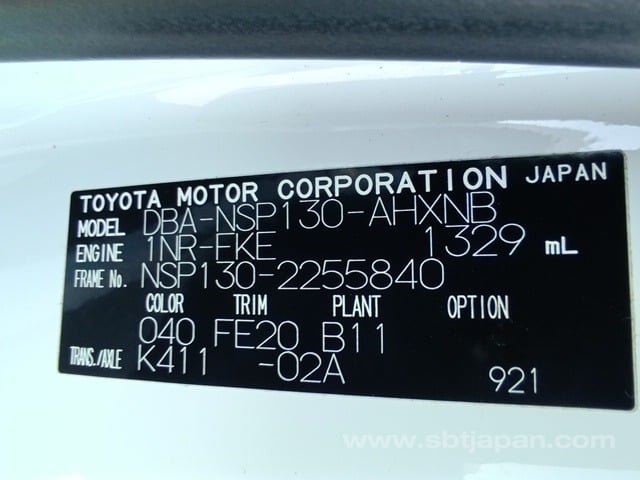 TOYOTA MOTOR CORPORATION JAPAN
MODEL DBA-NSP130-AHXNB
ENGINE 1NR-FKE 1329 mL
FRAME No. NSP130-2255840
COLOR TRIM PLANT OPTION
040 FE20 B11
TRANS./AXLE K411 -02A
921
www.sbtjapan.com